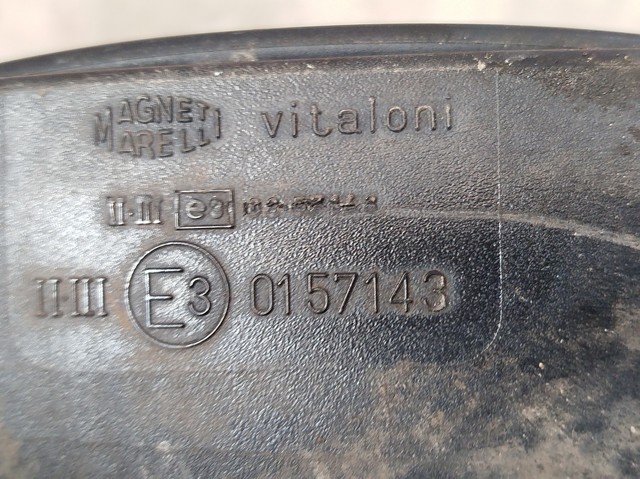 MAGNETI vitaloni
MARELLI
II·III e3
II·III E3 0157143